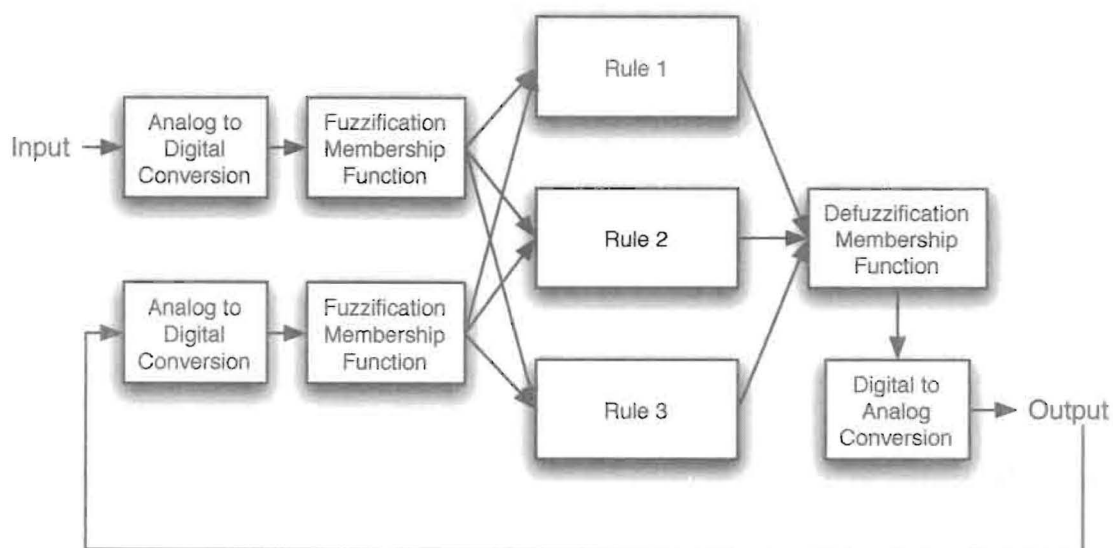 Input
Analog to
Digital
Conversion
Fuzzification
Membership
Function
Rule 1
Rule 2
Rule 3
Defuzzification
Membership
Function
Analog to
Digital
Conversion
Fuzzification
Membership
Function
Digital to
Analog
Conversion
Output